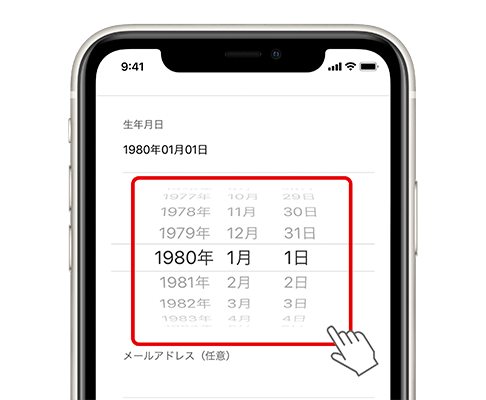 9:41
生年月日
1980年01月01日
1977年 10月 29日
1978年 11月 30日
1979年 12月 31日
1980年 1月 1日
1981年 2月 2日
1982年 3月 3日
1983年 4月 4日
メールアドレス（任意）